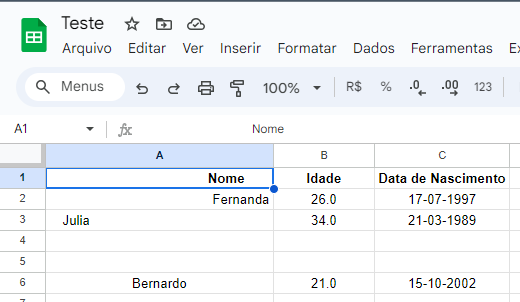 Teste
Arquivo Editar Ver Inserir Formatar Dados Ferramentas
Menus 100% R$ % .0 .00 123
A1 fx Nome
A B C
1 Nome Idade Data de Nascimento
2 Fernanda 26.0 17-07-1997
3 Julia 34.0 21-03-1989
4
5
6 Bernardo 21.0 15-10-2002